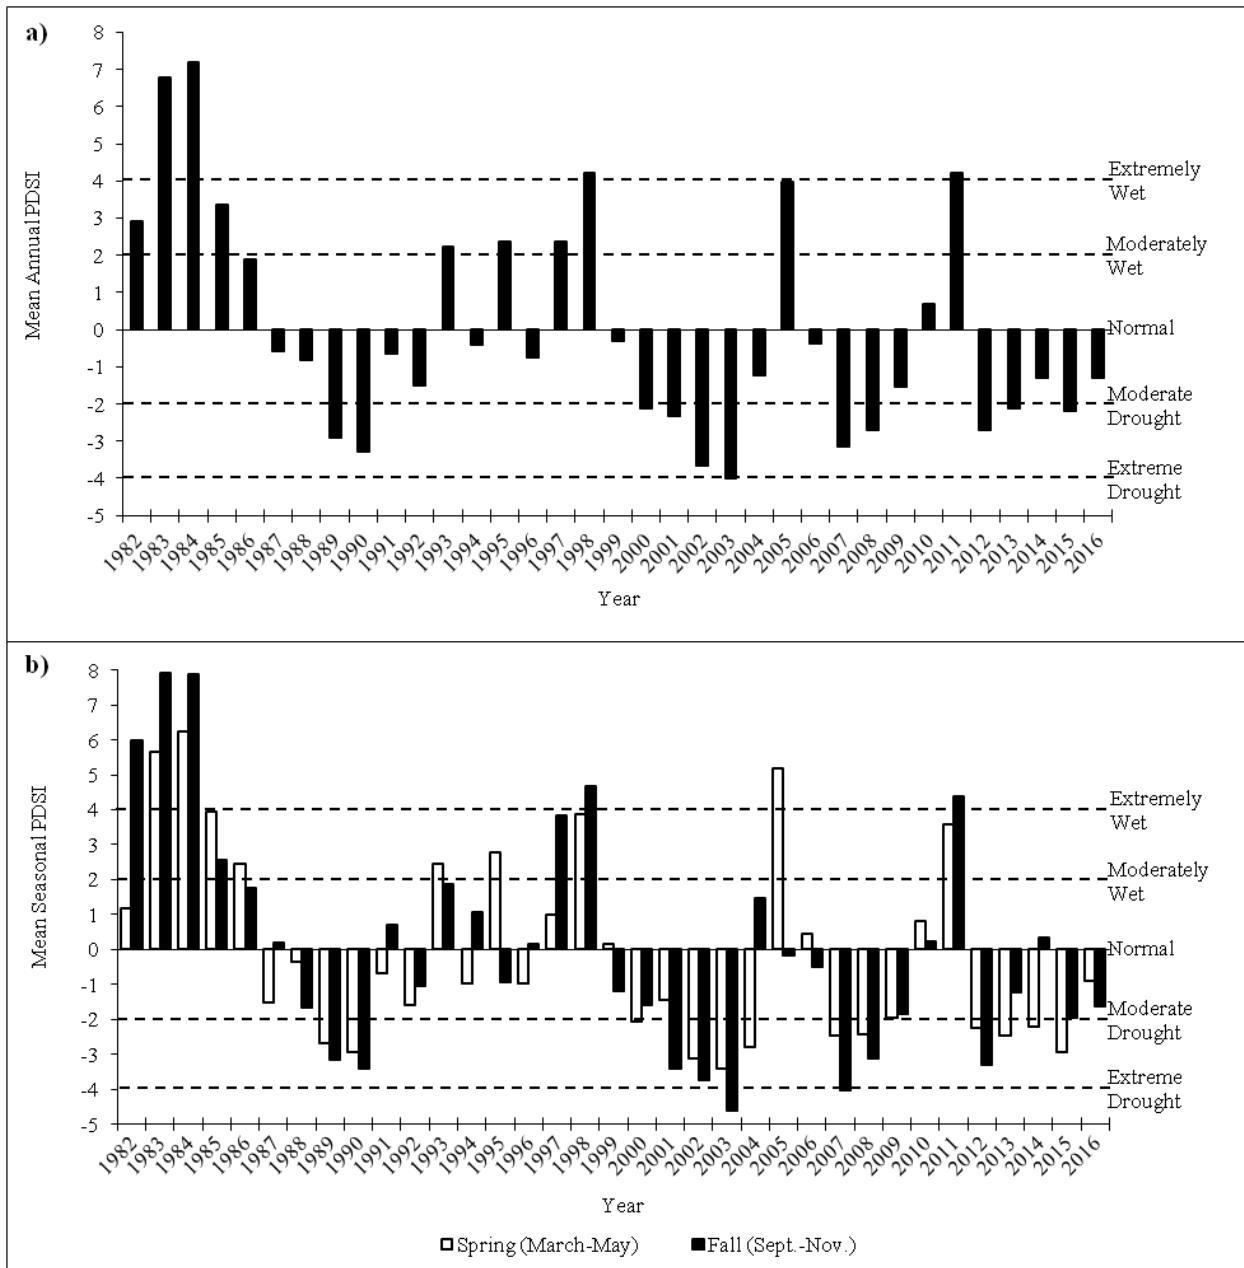 a)
8
7
6
5
4
3
2
1
0
-1
-2
-3
-4
-5
Mean Annual PDSI
Extremely
Wet
Moderately
Wet
Normal
Moderate
Drought
Extreme
Drought
1982 1983 1984 1985 1986 1987 1988 1989 1990 1991 1992 1993 1994 1995 1996 1997 1998 1999 2000 2001 2002 2003 2004 2005 2006 2007 2008 2009 2010 2011 2012 2013 2014 2015 2016
Year
b)
8
7
6
5
4
3
2
1
0
-1
-2
-3
-4
-5
Mean Seasonal PDSI
Extremely
Wet
Moderately
Wet
Normal
Moderate
Drought
Extreme
Drought
1982 1983 1984 1985 1986 1987 1988 1989 1990 1991 1992 1993 1994 1995 1996 1997 1998 1999 2000 2001 2002 2003 2004 2005 2006 2007 2008 2009 2010 2011 2012 2013 2014 2015 2016
Year
Spring (March-May) Fall (Sept.-Nov.)